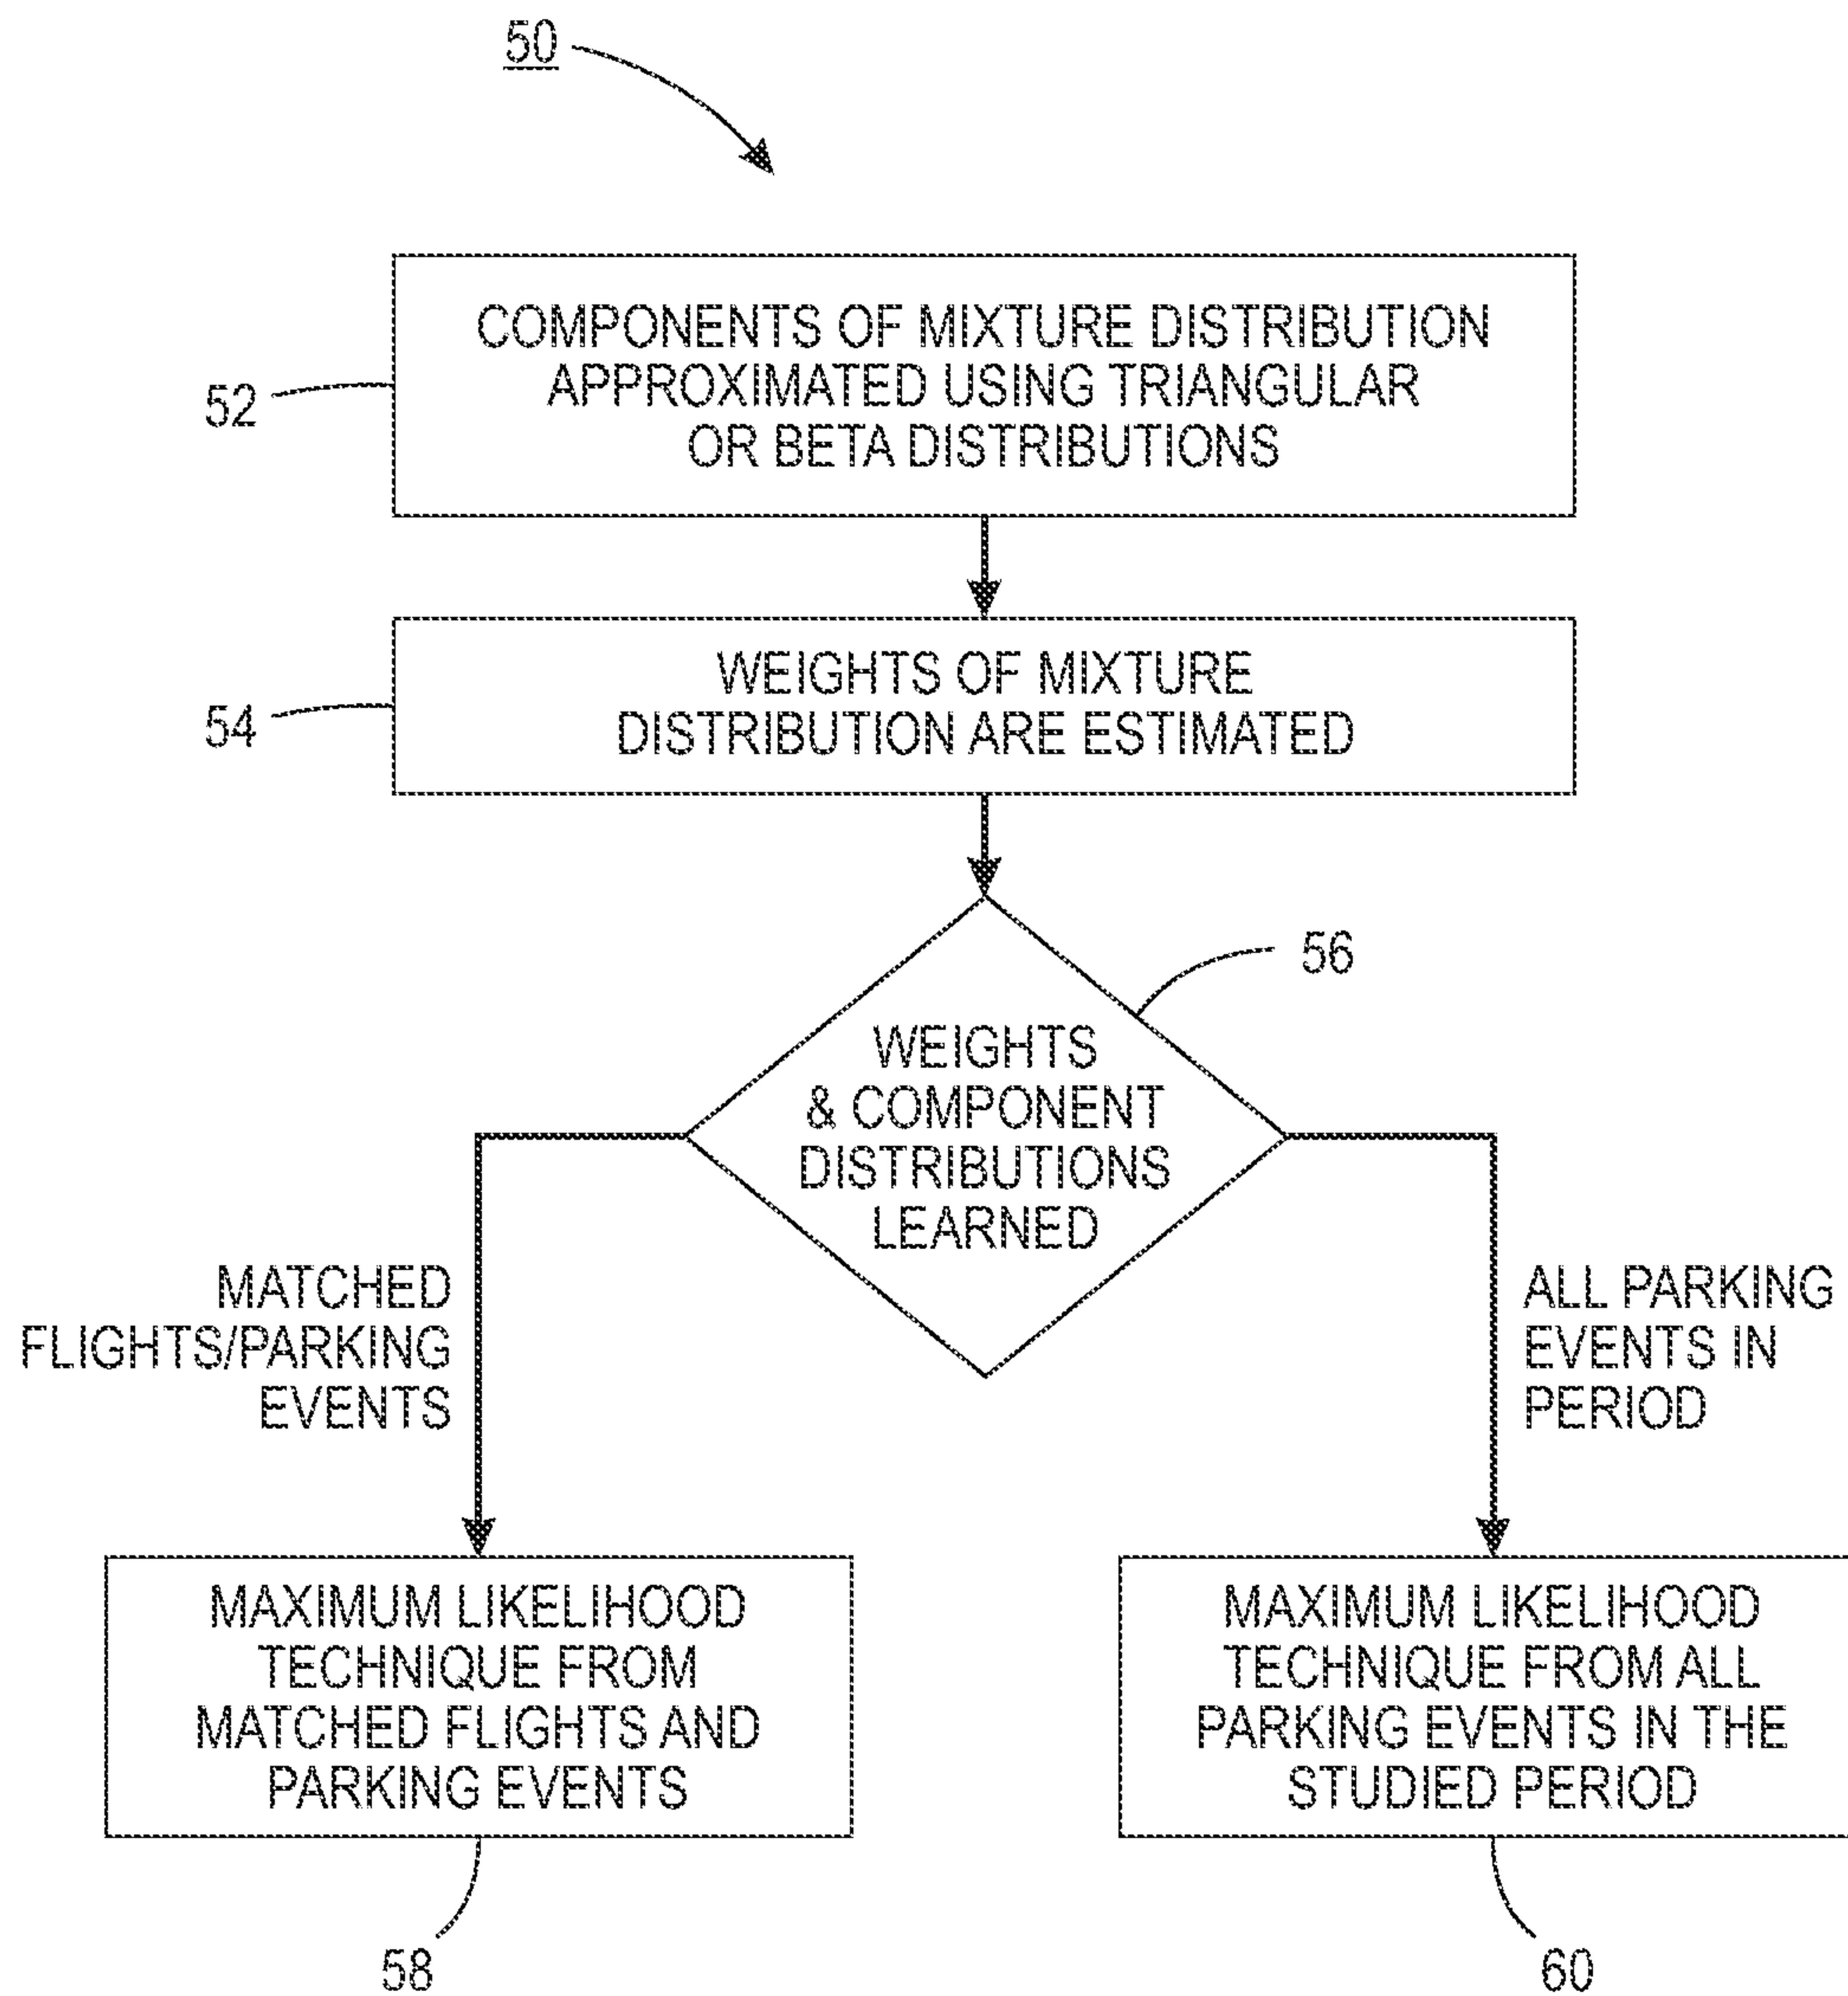 50
COMPONENTS OF MIXTURE DISTRIBUTION
APPROXIMATED USING TRIANGULAR
OR BETA DISTRIBUTIONS
52
WEIGHTS OF MIXTURE
DISTRIBUTION ARE ESTIMATED
54
56
WEIGHTS
& COMPONENT
DISTRIBUTIONS
LEARNED
MATCHED
FLIGHTS/PARKING
EVENTS
ALL PARKING
EVENTS IN
PERIOD
MAXIMUM LIKELIHOOD
TECHNIQUE FROM
MATCHED FLIGHTS AND
PARKING EVENTS
58
MAXIMUM LIKELIHOOD
TECHNIQUE FROM ALL
PARKING EVENTS IN THE
STUDIED PERIOD
60